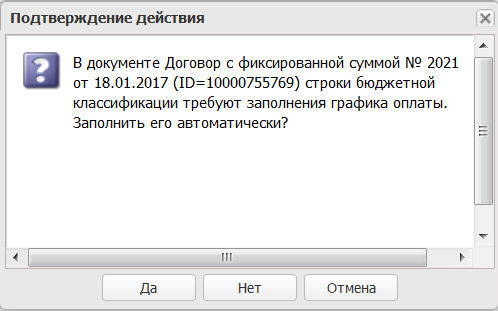 Подтверждение действия
В документе Договор с фиксированной суммой № 2021
от 18.01.2017 (ID=10000755769) строки бюджетной
классификации требуют заполнения графика оплаты.
Заполнить его автоматически?
Да Нет Отмена